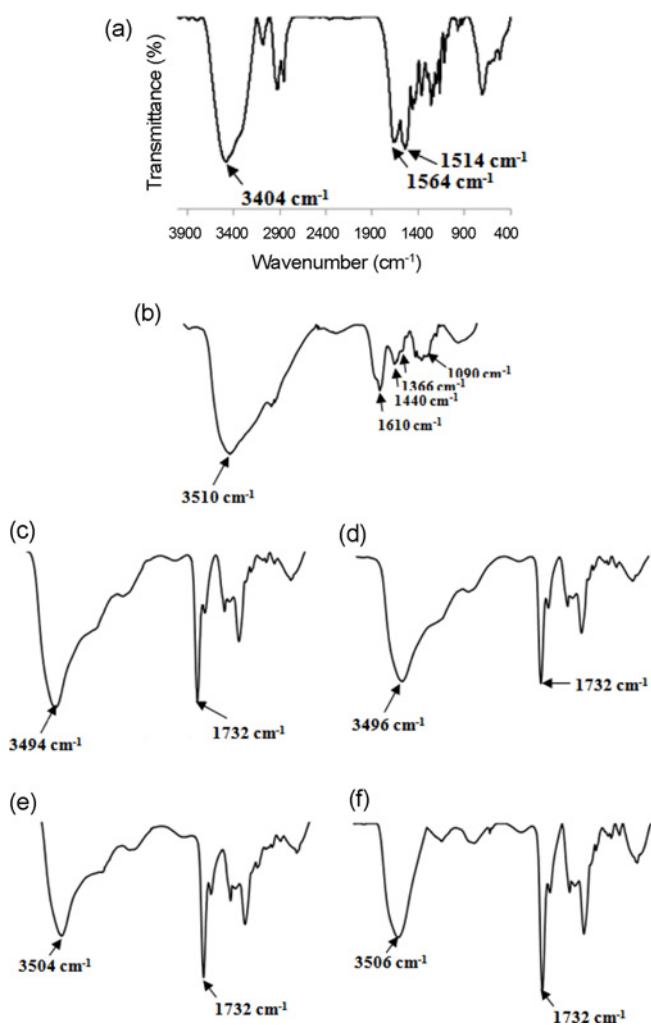 (a)
Transmittance (%)
1514 cm⁻¹
1564 cm⁻¹
3404 cm⁻¹
3900 3400 2900 2400 1900 1400 900 400
Wavenumber (cm⁻¹)
(b)
1090 cm⁻¹
1366 cm⁻¹
1440 cm⁻¹
1610 cm⁻¹
3510 cm⁻¹
(c)
3494 cm⁻¹
1732 cm⁻¹
(d)
3496 cm⁻¹
1732 cm⁻¹
(e)
3504 cm⁻¹
1732 cm⁻¹
(f)
3506 cm⁻¹
1732 cm⁻¹